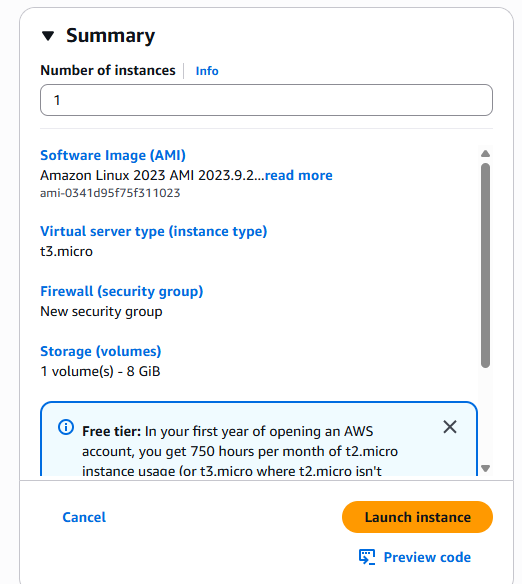 Summary
Number of instances Info
1
Software Image (AMI)
Amazon Linux 2023 AMI 2023.9.2...read more
ami-0341d95f75f311023
Virtual server type (instance type)
t3.micro
Firewall (security group)
New security group
Storage (volumes)
1 volume(s) - 8 GiB
Free tier: In your first year of opening an AWS
account, you get 750 hours per month of t2.micro
instance usage (or t3.micro where t2.micro isn't
Cancel
Launch instance
Preview code